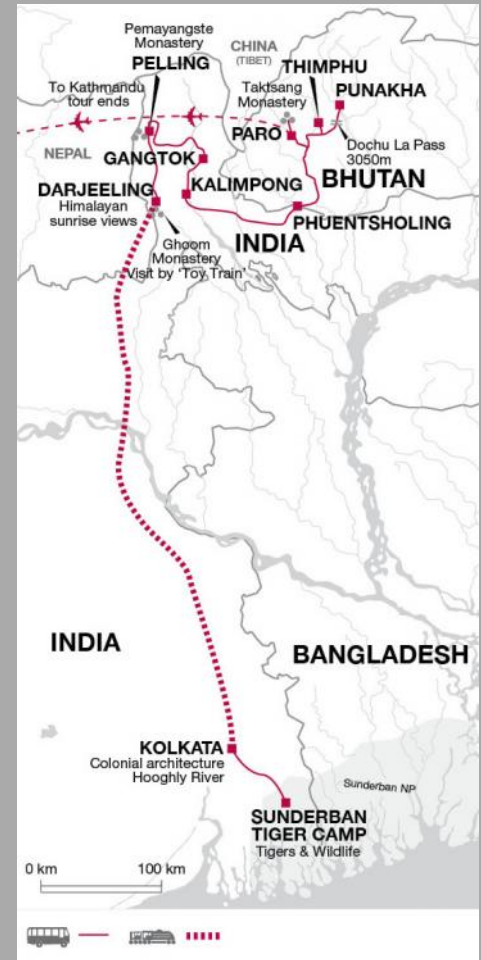 Pemayangste
Monastery
PELLING
CHINA
(TIBET)
THIMPHU
To Kathmandu
tour ends
Taktsang
Monastery
PUNAKHA
PARO
Dochu La Pass
3050m
NEPAL
GANGTOK
BHUTAN
DARJEELING
Himalayan
sunrise views
KALIMPONG
PHUENTSHOLING
INDIA
Ghoom
Monastery
Visit by 'Toy Train'
INDIA
BANGLADESH
KOLKATA
Colonial architecture
Hooghly River
Sunderban NP
SUNDERBAN
TIGER CAMP
Tigers & Wildlife
0 km
100 km